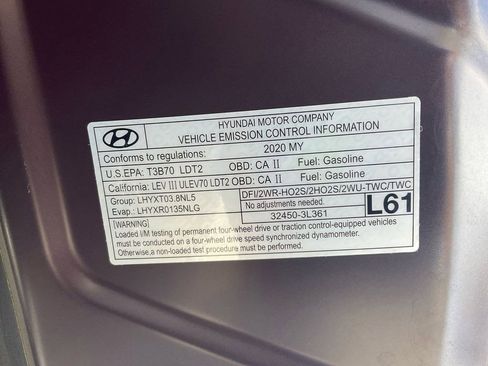 HYUNDAI MOTOR COMPANY
VEHICLE EMISSION CONTROL INFORMATION
Conforms to regulations: 2020 MY
U.S.EPA: T3B70 LDT2 OBD: CA II Fuel: Gasoline
California: LEV III ULEV70 LDT2 OBD: CA II Fuel: Gasoline
Group: LHYXT03.8NL5
Evap.: LHYXR0135NLG
DFI/2WR-HO2S/2HO2S/2WU-TWC/TWC
No adjustments needed.
32450-3L361
L61
[WARNING]
Loaded I/M testing of permanent four-wheel drive or traction control-equipped vehicles
must be conducted on a four-wheel drive speed synchronized dynamometer.
Otherwise,a non-loaded test procedure must be performed.